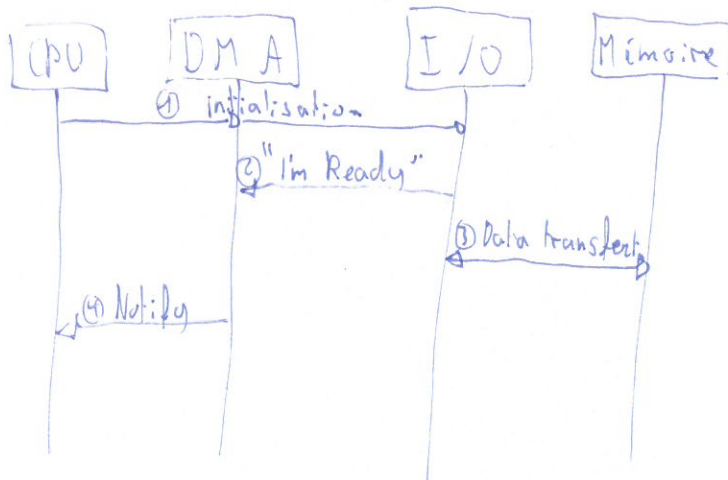 CPU
DMA
I/O
Mémoire
① initialisation
② "I'm Ready"
③ Data transfert
④ Notify